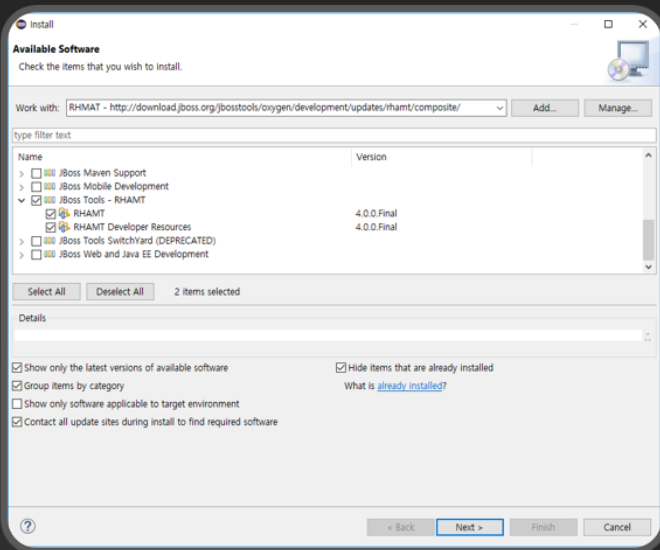 Install
Available Software
Check the items that you wish to install.
Work with: RHMAT - http://download.jboss.org/jbosstools/oxygen/development/updates/rhamt/composite/ Add... Manage...
type filter text
Name Version
JBoss Maven Support
JBoss Mobile Development
JBoss Tools - RHAMT
RHAMT 4.0.0.Final
RHAMT Developer Resources 4.0.0.Final
JBoss Tools SwitchYard (DEPRECATED)
JBoss Web and Java EE Development
Select All Deselect All 2 items selected
Details
Show only the latest versions of available software Hide items that are already installed
Group items by category What is already installed?
Show only software applicable to target environment
Contact all update sites during install to find required software
? < Back Next > Finish Cancel